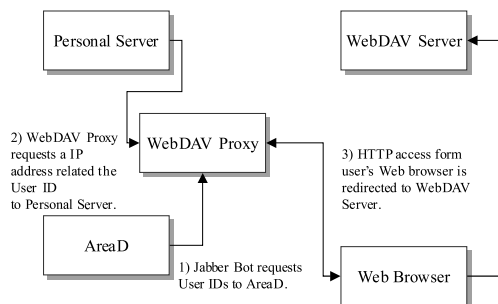 Personal Server
WebDAV Server
2) WebDAV Proxy
requests a IP
address related the
User ID
to Personal Server.
WebDAV Proxy
3) HTTP access form
user's Web browser is
redirected to WebDAV
Server.
AreaD
1) Jabber Bot requests
User IDs to AreaD.
Web Browser